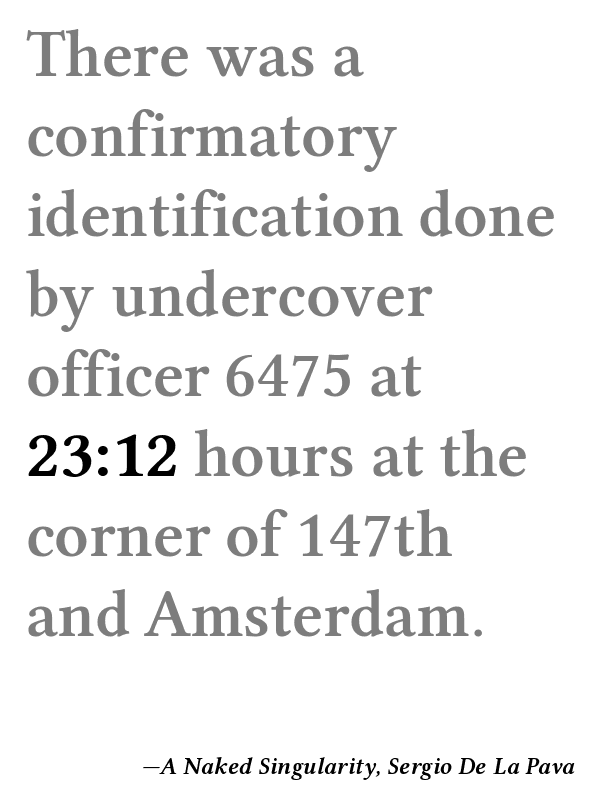 There was a
confirmatory
identification done
by undercover
officer 6475 at
23:12 hours at the
corner of 147th
and Amsterdam.
—A Naked Singularity, Sergio De La Pava